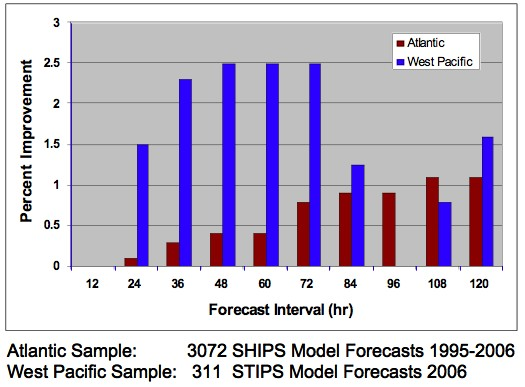 3
2.5
2
1.5
1
0.5
0
Percent Improvement
Atlantic
West Pacific
12 24 36 48 60 72 84 96 108 120
Forecast Interval (hr)
Atlantic Sample: 3072 SHIPS Model Forecasts 1995-2006
West Pacific Sample: 311 STIPS Model Forecasts 2006